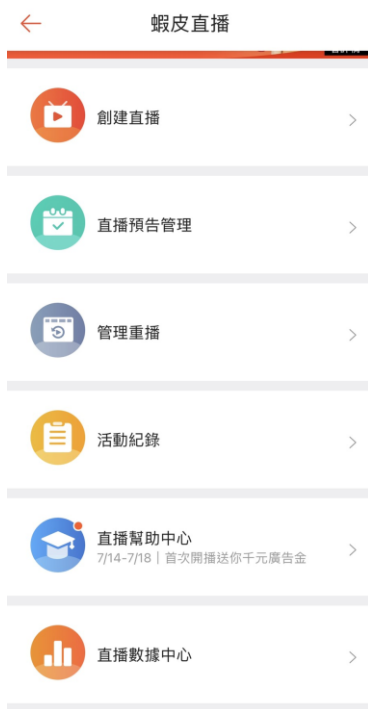 蝦皮直播
創建直播
直播預告管理
管理重播
活動紀錄
直播幫助中心
7/14-7/18｜首次開播送你千元廣告金
直播數據中心